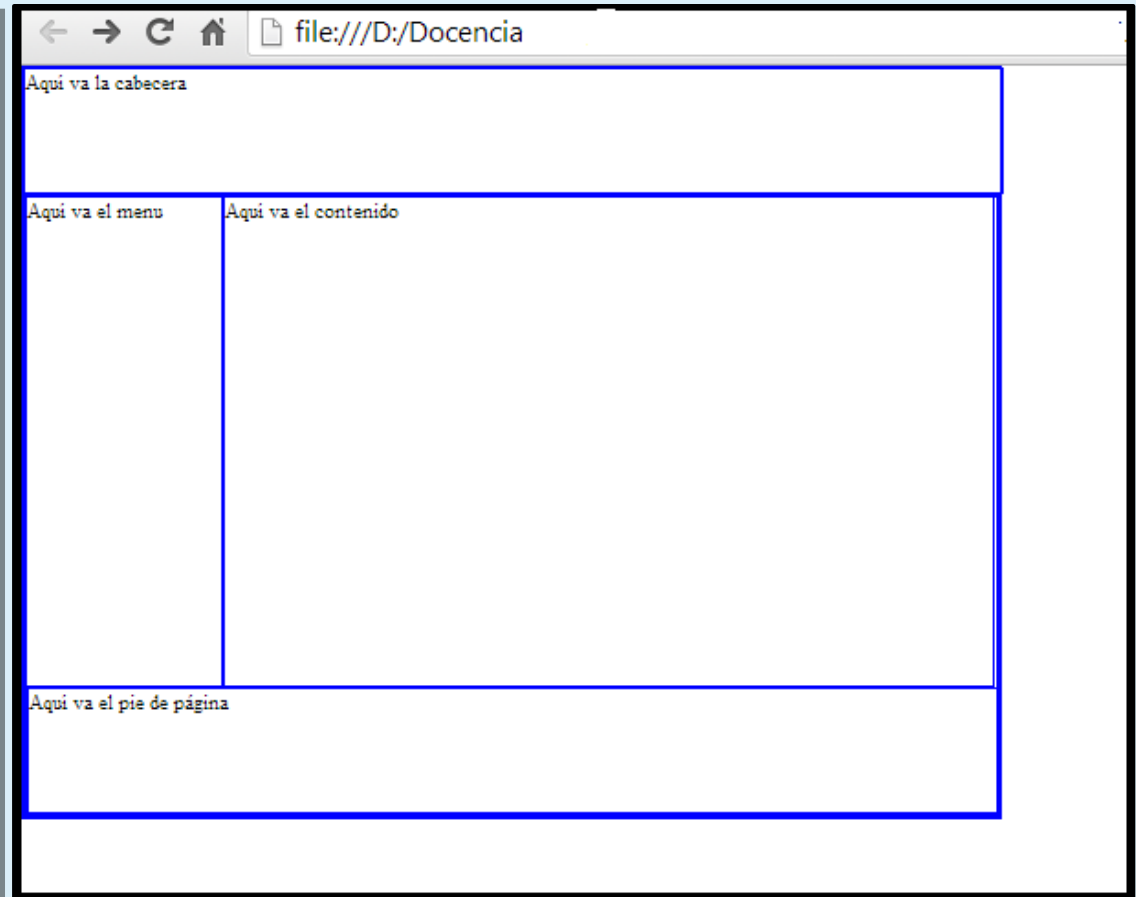 file:///D:/Docencia
Aqui va la cabecera
Aqui va el menu
Aqui va el contenido
Aqui va el pie de página